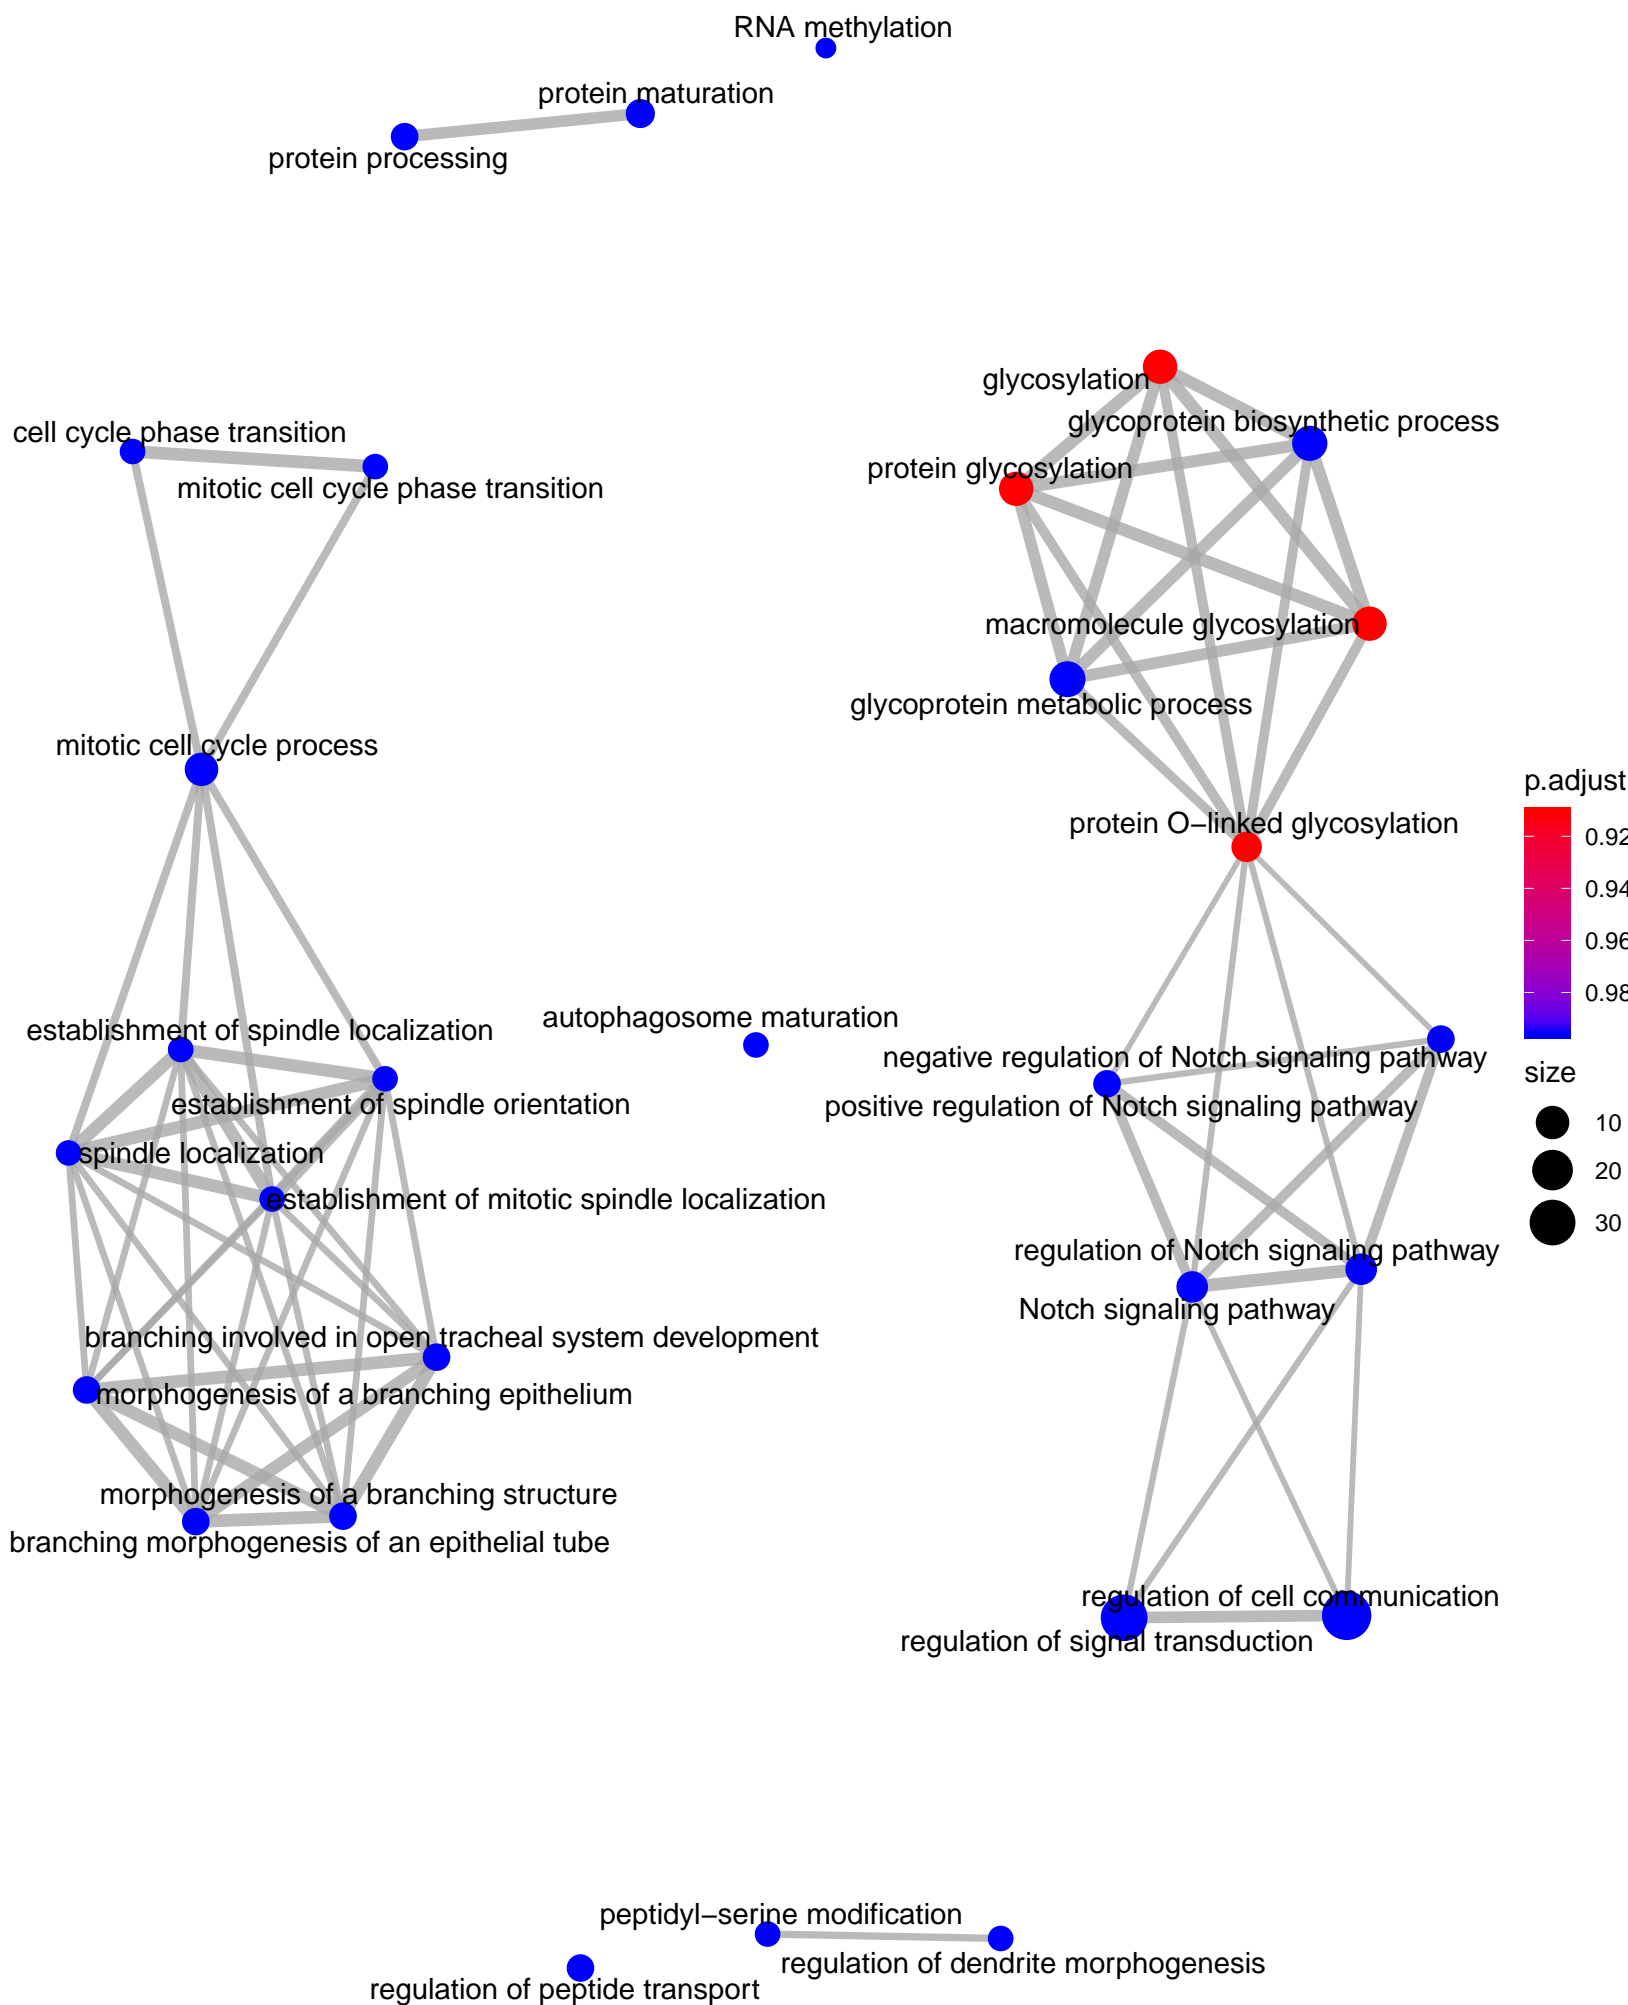 RNA methylation
protein maturation
protein processing
glycosylation
glycoprotein biosynthetic process
cell cycle phase transition
protein glycosylation
mitotic cell cycle phase transition
macromolecule glycosylation
glycoprotein metabolic process
mitotic cell cycle process
p.adjust
protein O−linked glycosylation
0.92
0.94
0.96
0.98
autophagosome maturation
establishment of spindle localization
negative regulation of Notch signaling pathway
size
establishment of spindle orientation
positive regulation of Notch signaling pathway
10
spindle localization
20
establishment of mitotic spindle localization
30
regulation of Notch signaling pathway
Notch signaling pathway
branching involved in open tracheal system development
morphogenesis of a branching epithelium
morphogenesis of a branching structure
branching morphogenesis of an epithelial tube
regulation of cell communication
regulation of signal transduction
peptidyl−serine modification
regulation of dendrite morphogenesis
regulation of peptide transport